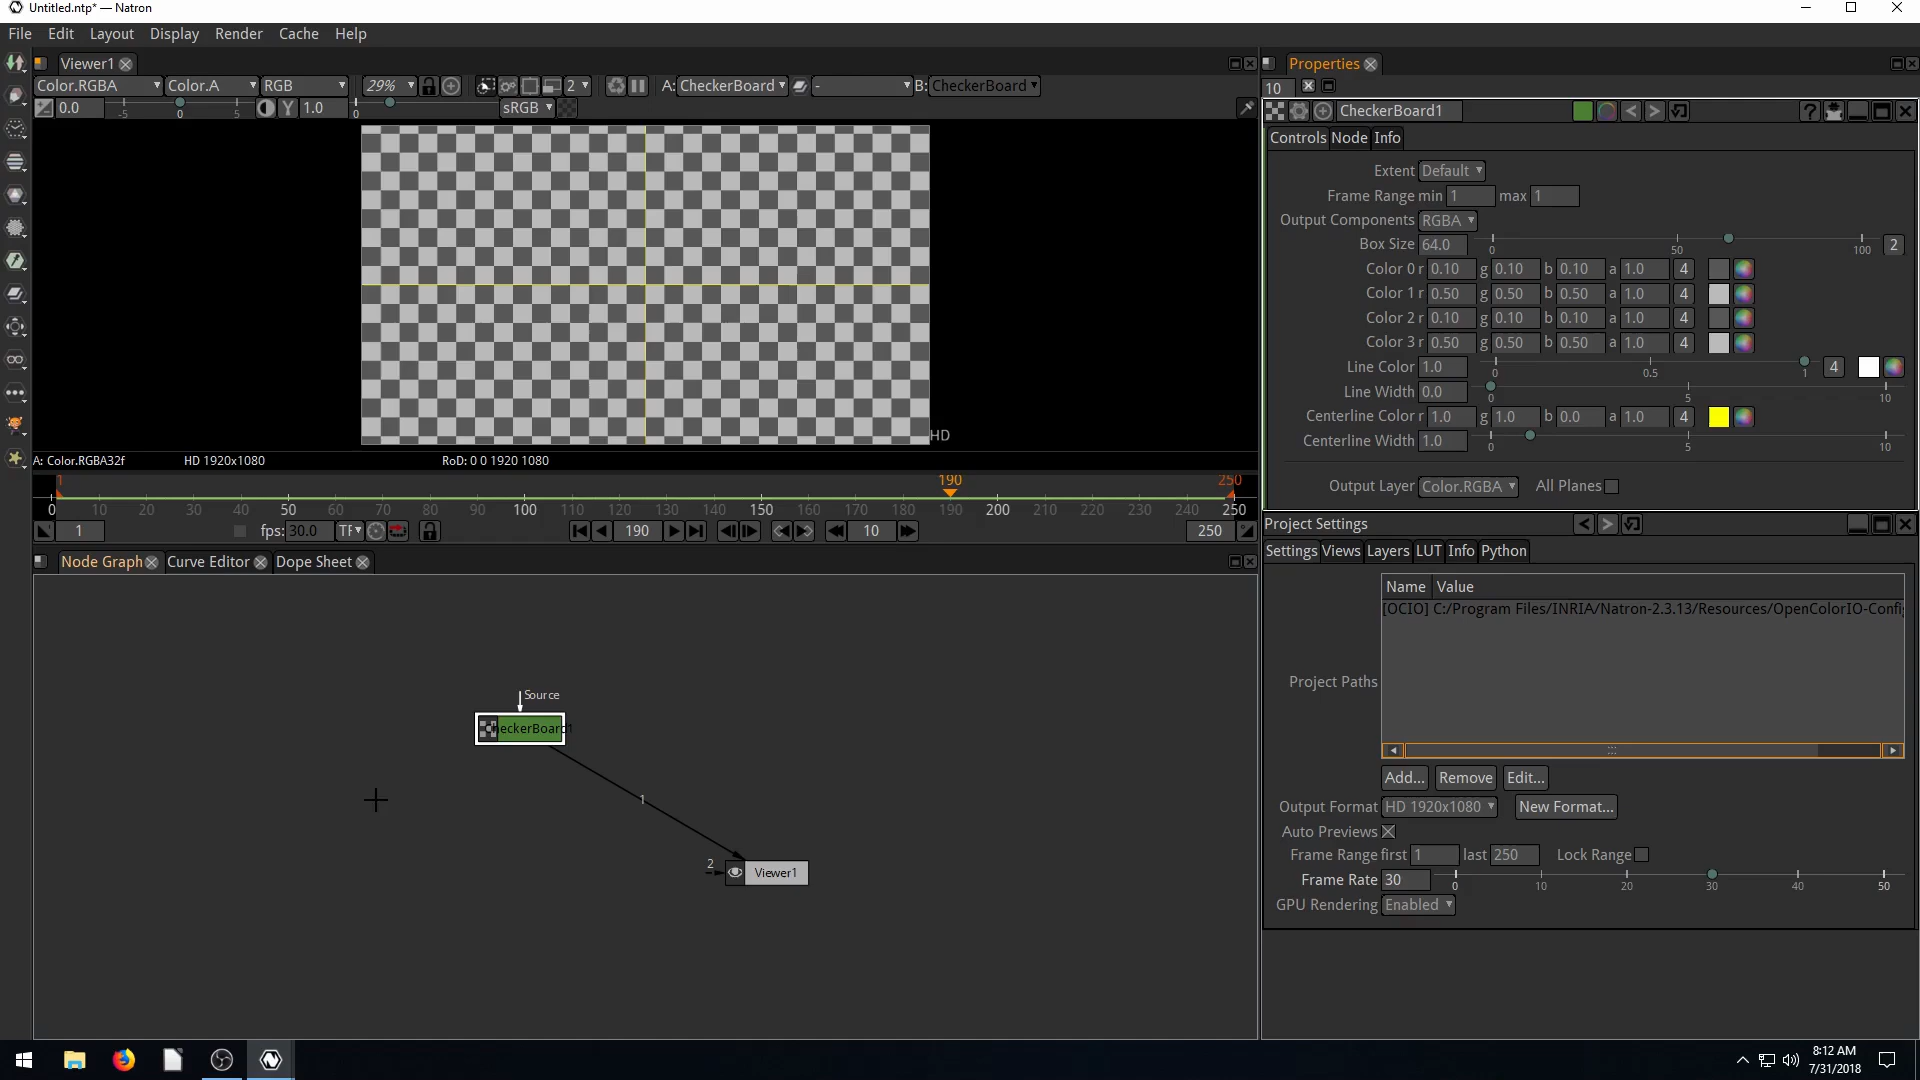 Untitled.ntp* — Natron
File Edit Layout Display Render Cache Help
Viewer1
Color.RGBA Color.A RGB 29% 2 A: CheckerBoard - B: CheckerBoard
0.0 -5 0 5 Y 1.0 0 sRGB
HD
A: Color.RGBA32f HD 1920x1080 RoD: 0 0 1920 1080
1 190 250
0 10 20 30 40 50 60 70 80 90 100 110 120 130 140 150 160 170 180 190 200 210 220 230 240 250
1 fps: 30.0 TF 190 10 250
Node Graph Curve Editor Dope Sheet
Source
CheckerBoard1
1
2 Viewer1
Properties
10
CheckerBoard1 ?
Controls Node Info
Extent Default
Frame Range min 1 max 1
Output Components RGBA
Box Size 64.0 0 50 100 2
Color 0 r 0.10 g 0.10 b 0.10 a 1.0 4
Color 1 r 0.50 g 0.50 b 0.50 a 1.0 4
Color 2 r 0.10 g 0.10 b 0.10 a 1.0 4
Color 3 r 0.50 g 0.50 b 0.50 a 1.0 4
Line Color 1.0 0 0.5 1 4
Line Width 0.0 0 5 10
Centerline Color r 1.0 g 1.0 b 0.0 a 1.0 4
Centerline Width 1.0 0 5 10
Output Layer Color.RGBA All Planes
Project Settings
Settings Views Layers LUT Info Python
Name Value
[OCIO] C:/Program Files/INRIA/Natron-2.3.13/Resources/OpenColorIO-Config
Project Paths
Add... Remove Edit...
Output Format HD 1920x1080 New Format...
Auto Previews
Frame Range first 1 last 250 Lock Range
Frame Rate 30 0 10 20 30 40 50
GPU Rendering Enabled
8:12 AM
7/31/2018